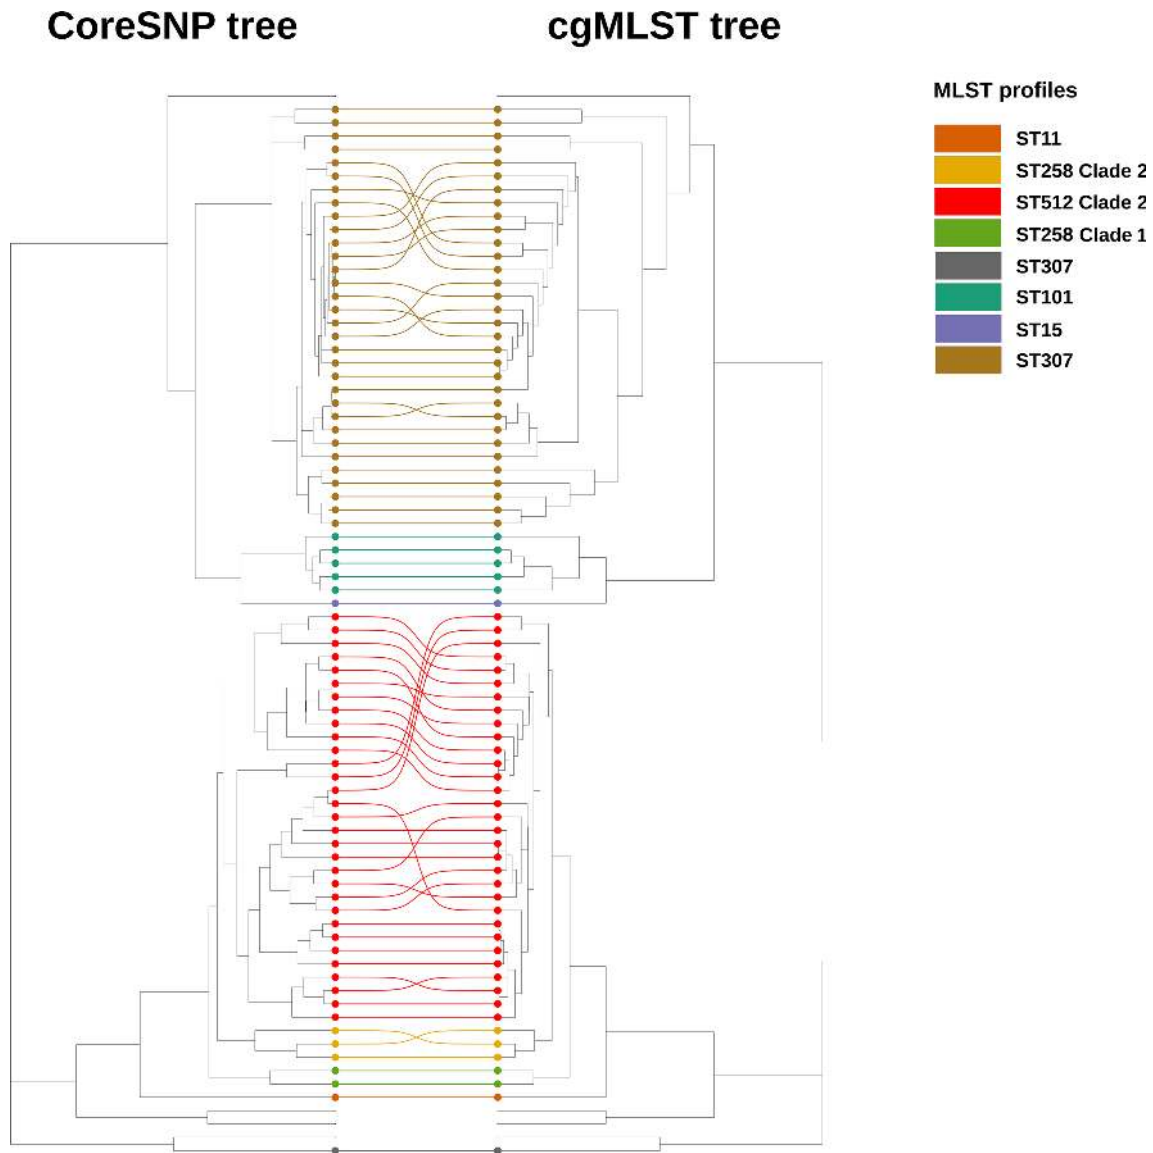 CoreSNP tree
cgMLST tree
MLST profiles
ST11
ST258 Clade 2
ST512 Clade 2
ST258 Clade 1
ST307
ST101
ST15
ST307